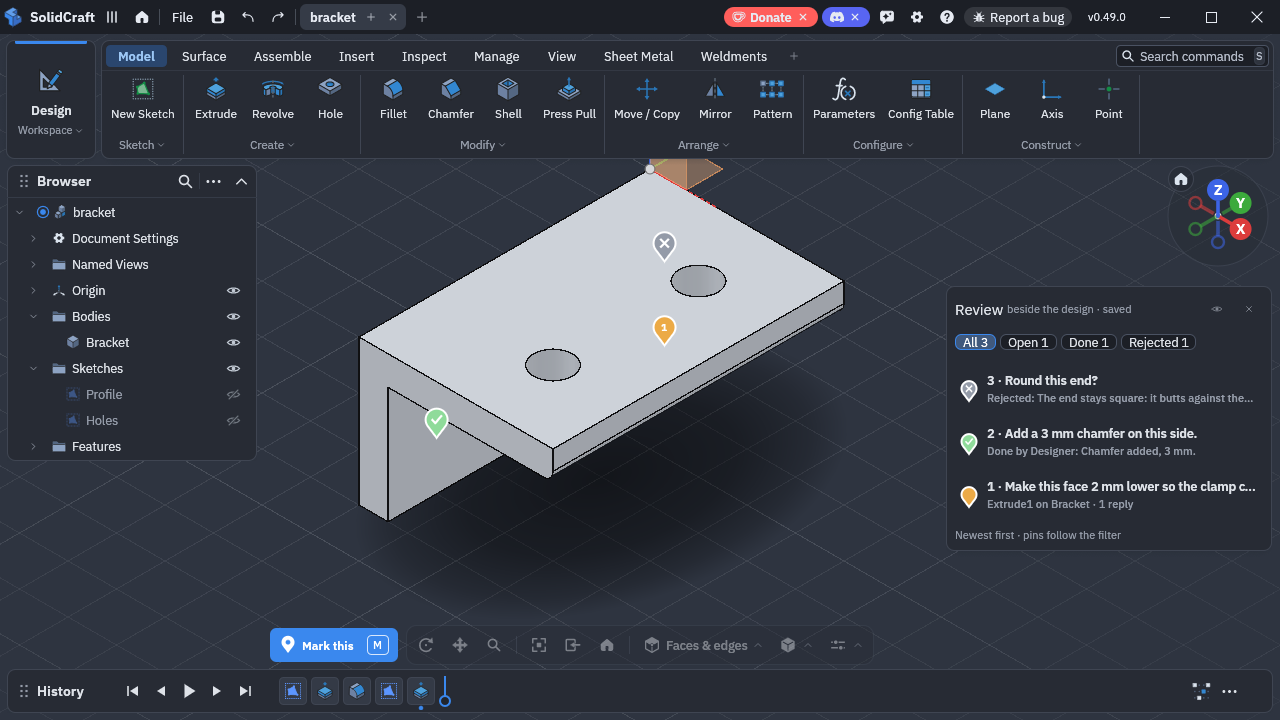 SolidCraft
File
bracket
Donate
Report a bug
v0.49.0
Design
Workspace
Model
Surface
Assemble
Insert
Inspect
Manage
View
Sheet Metal
Weldments
Search commands
S
New Sketch
Extrude
Revolve
Hole
Fillet
Chamfer
Shell
Press Pull
Move / Copy
Mirror
Pattern
Parameters
Config Table
Plane
Axis
Point
Sketch
Create
Modify
Arrange
Configure
Construct
Browser
bracket
Document Settings
Named Views
Origin
Bodies
Bracket
Sketches
Profile
Holes
Features
Z
Y
X
1
Review beside the design · saved
All 3
Open 1
Done 1
Rejected 1
3 · Round this end?
Rejected: The end stays square: it butts against the...
2 · Add a 3 mm chamfer on this side.
Done by Designer: Chamfer added, 3 mm.
1 · Make this face 2 mm lower so the clamp c...
Extrude1 on Bracket · 1 reply
Newest first · pins follow the filter
Mark this
M
Faces & edges
History